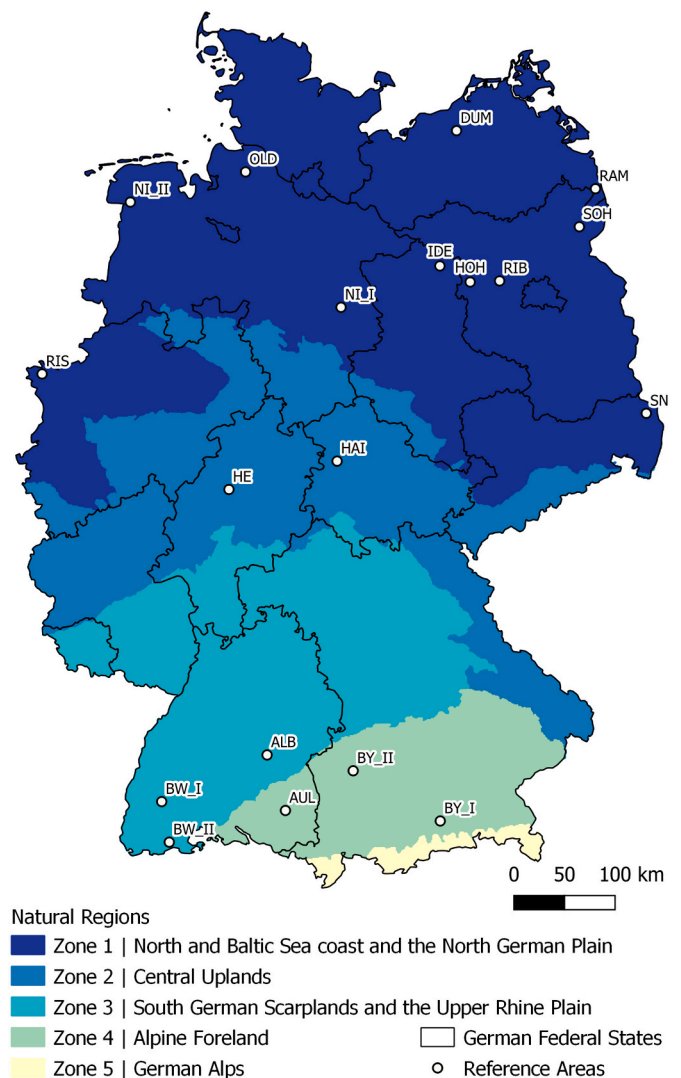 DUM
OLD
RAM
NI_II
SOH
IDE
HOH
RIB
NI_I
RIS
SN
HAI
HE
ALB
BY_II
BW_I
AUL
BY_I
BW_II
0 50 100 km
Natural Regions
Zone 1 | North and Baltic Sea coast and the North German Plain
Zone 2 | Central Uplands
Zone 3 | South German Scarplands and the Upper Rhine Plain
Zone 4 | Alpine Foreland
German Federal States
Zone 5 | German Alps
Reference Areas